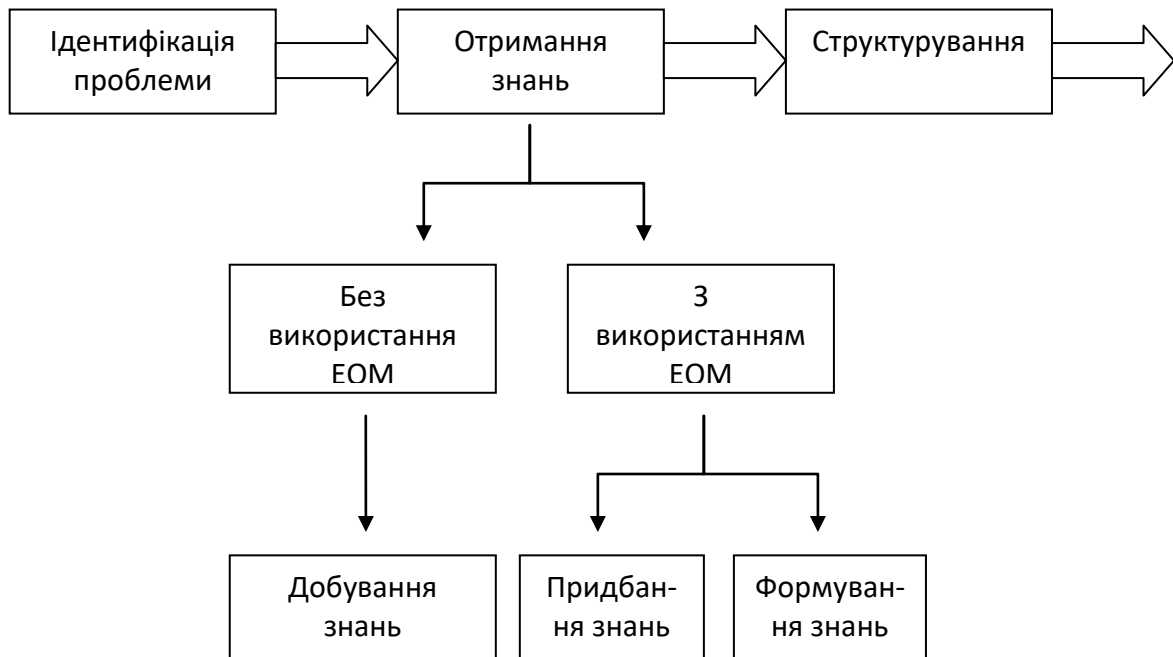 Ідентифікація
проблеми
Отримання
знань
Структурування
Без
використання
ЕОМ
З
використанням
ЕОМ
Добування
знань
Придбан-
ня знань
Формуван-
ня знань